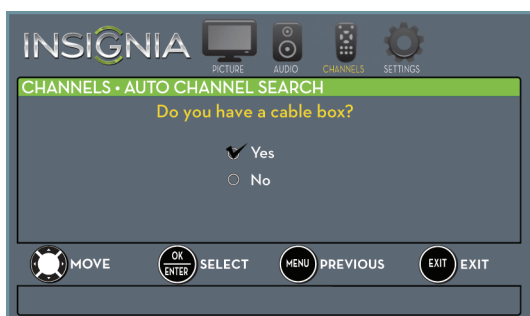 INSIGNIA
PICTURE AUDIO CHANNELS SETTINGS
CHANNELS • AUTO CHANNEL SEARCH
Do you have a cable box?
Yes
No
MOVE OK ENTER SELECT MENU PREVIOUS EXIT EXIT